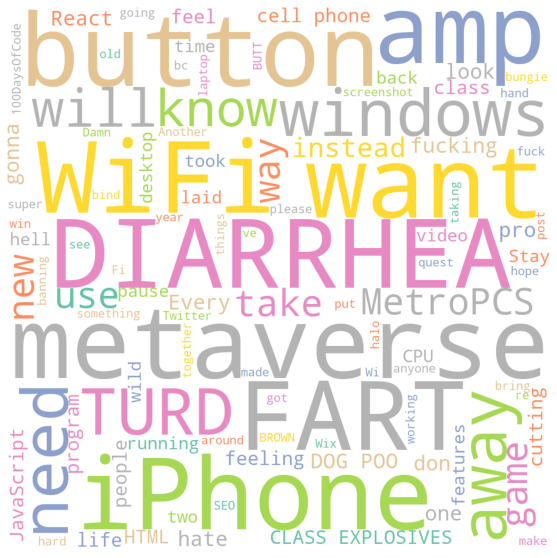 React
going
cell phone
amp
button
100DaysOfCode
old
bc
time
feel
laptop
BUTT
back
look
bungie
screenshot
class
hand
will
know
windows
gonna
Damn
Another
desktop
took
way
instead
fucking
fuck
WiFi
want
super
bind
laid
please
taking
win
year
DIARRHEA
video
pro
post
hell
see
ve
things
quest
hope
Stay
new
banning
Fi
use
pause
Every
take
put
MetroPCS
something
Twitter
metaverse
together
halo
CPU
anyone
need
wild
made
Wi
bring
re
cutting
TURD
FART
away
game
program
got
working
JavaScript
people
running
around
BROWN
Wix
feeling
DOG POO
don
features
iPhone
two
SEO
one
hard
life
HTML
hate
CLASS EXPLOSIVES
make